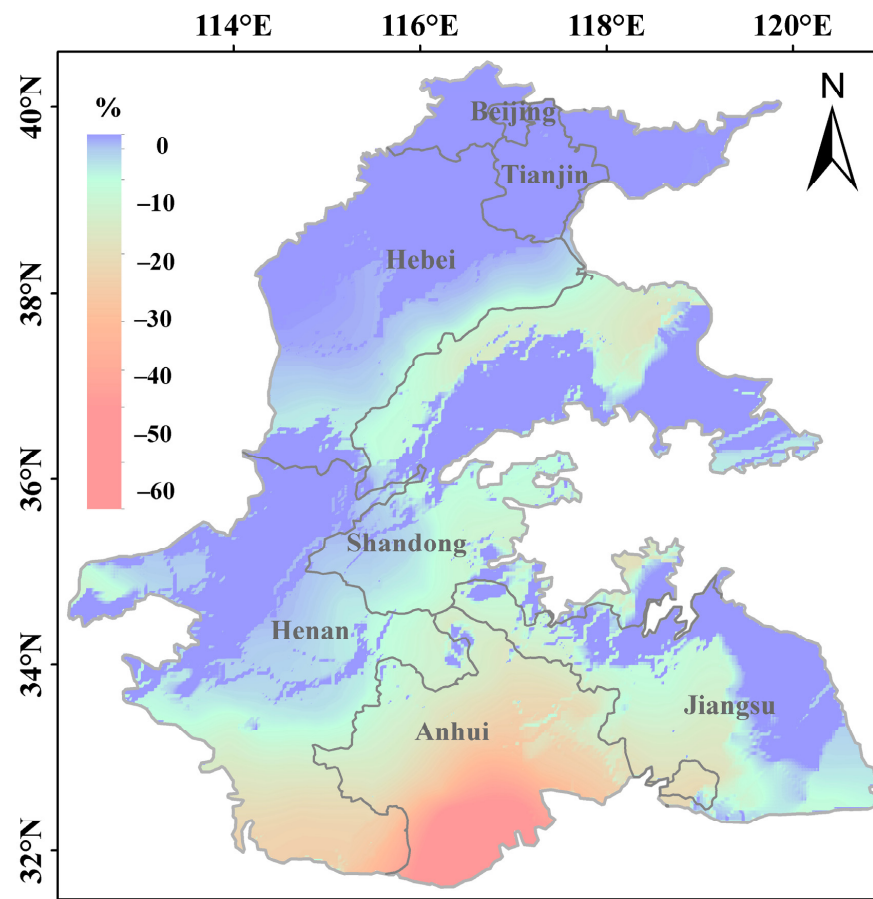 114°E 116°E 118°E 120°E
N
%
0
–10
–20
–30
–40
–50
–60
40°N
38°N
36°N
34°N
32°N
Beijing
Tianjin
Hebei
Shandong
Henan
Jiangsu
Anhui